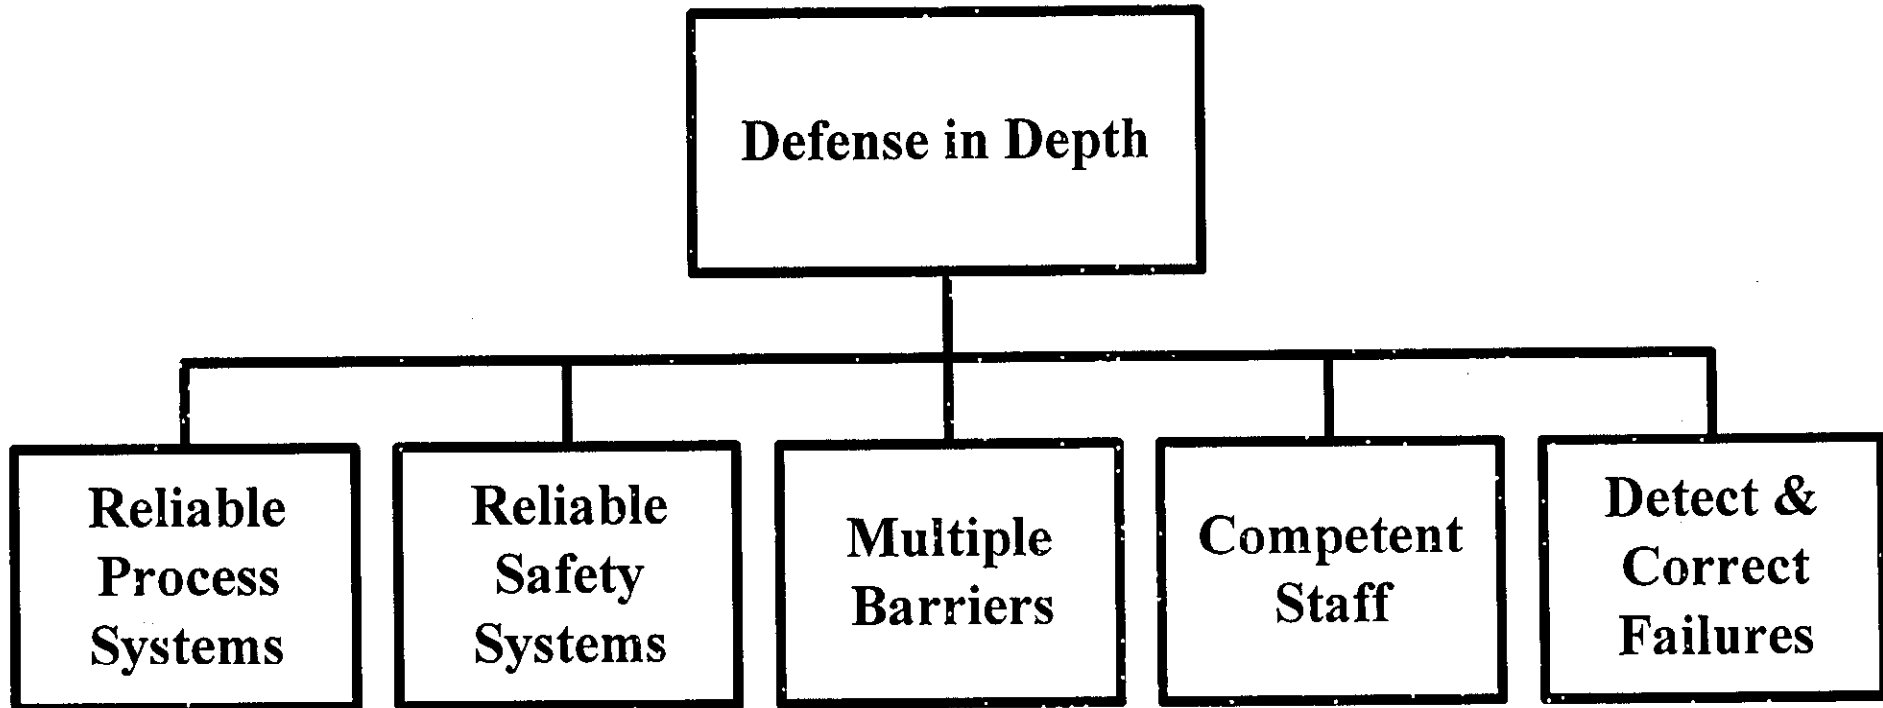 Defense in Depth
Reliable
Process
Systems
Reliable
Safety
Systems
Multiple
Barriers
Competent
Staff
Detect &
Correct
Failures